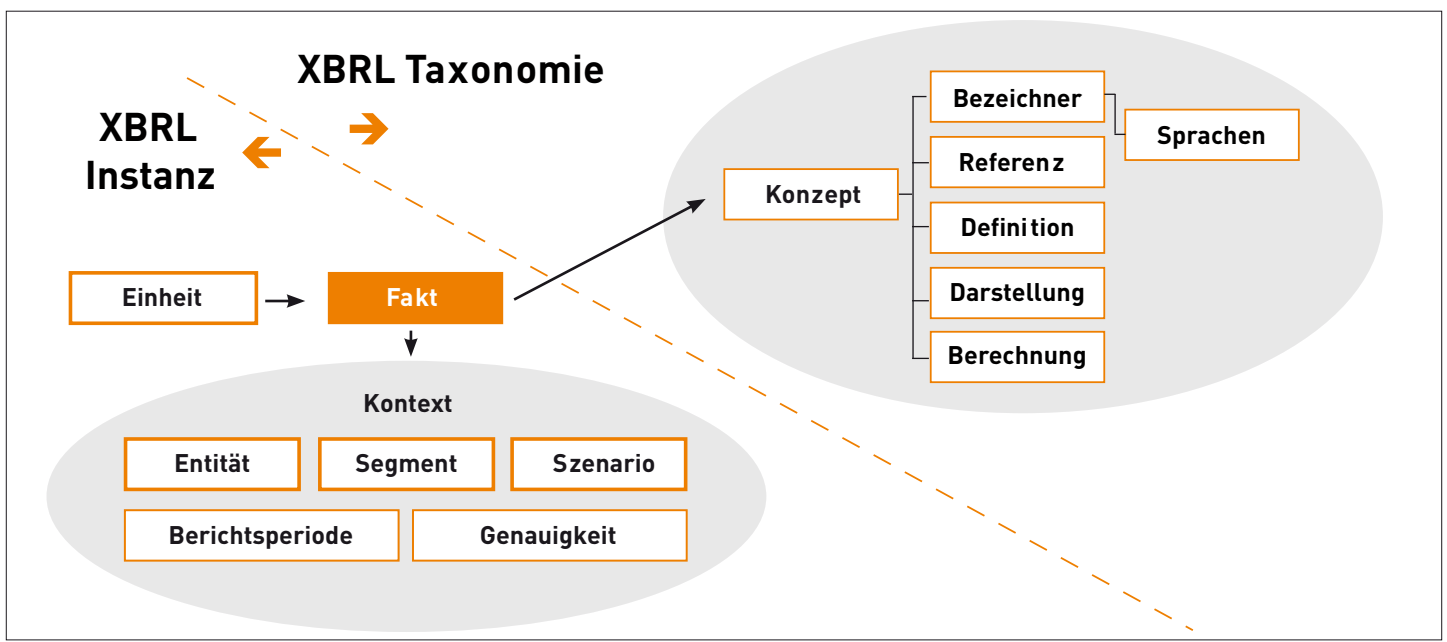 XBRL Taxonomie
XBRL
Instanz
Bezeichner
Sprachen
Referenz
Konzept
Definition
Darstellung
Berechnung
Einheit
Fakt
Kontext
Entität
Segment
Szenario
Berichtsperiode
Genauigkeit